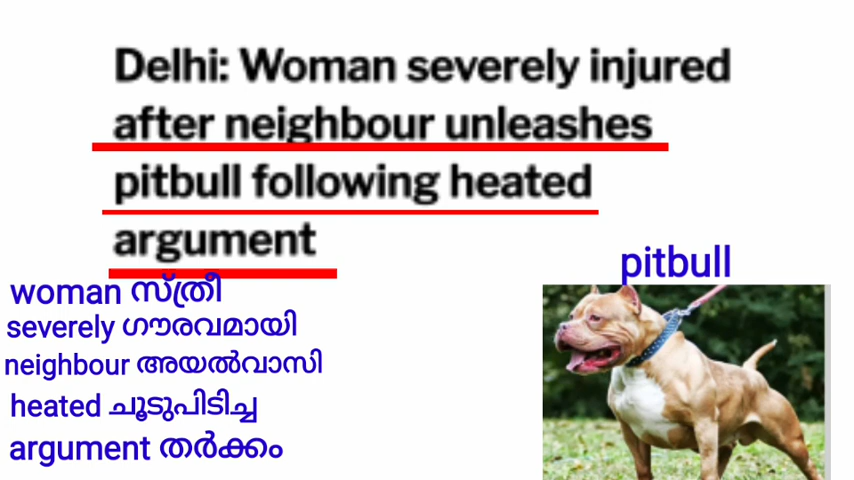 Delhi: Woman severely injured
after neighbour unleashes
pitbull following heated
argument
pitbull
woman സ്ത്രീ
severely ഗൗരവമായി
neighbour അയൽവാസി
heated ചൂടുപിടിച്ച
argument തർക്കം